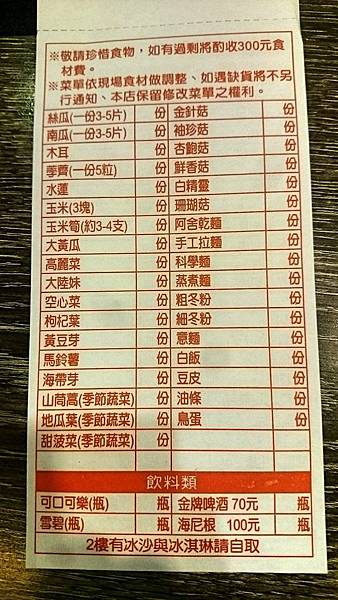 ※敬請珍惜食物，如有過剩將酌收300元食
材費。
※菜單依現場食材做調整、如遇缺貨將不另
行通知、本店保留修改菜單之權利。
絲瓜(一份3-5片) 份 金針菇 份
南瓜(一份3-5片) 份 袖珍菇 份
木耳 份 杏鮑菇 份
荸薺(一份5粒) 份 鮮香菇 份
水蓮 份 白精靈 份
玉米(3塊) 份 珊瑚菇 份
玉米筍(約3-4支) 份 阿舍乾麵 份
大黃瓜 份 手工拉麵 份
高麗菜 份 科學麵 份
大陸妹 份 蒸煮麵 份
空心菜 份 粗冬粉 份
枸杞葉 份 細冬粉 份
黃豆芽 份 意麵 份
馬鈴薯 份 白飯 份
海帶芽 份 豆皮 份
山茼蒿(季節蔬菜) 份 油條 份
地瓜葉(季節蔬菜) 份 鳥蛋 份
甜菠菜(季節蔬菜) 份
飲料類
可口可樂(瓶) 瓶 金牌啤酒 70元 瓶
雪碧(瓶) 瓶 海尼根 100元 瓶
2樓有冰沙與冰淇淋請自取